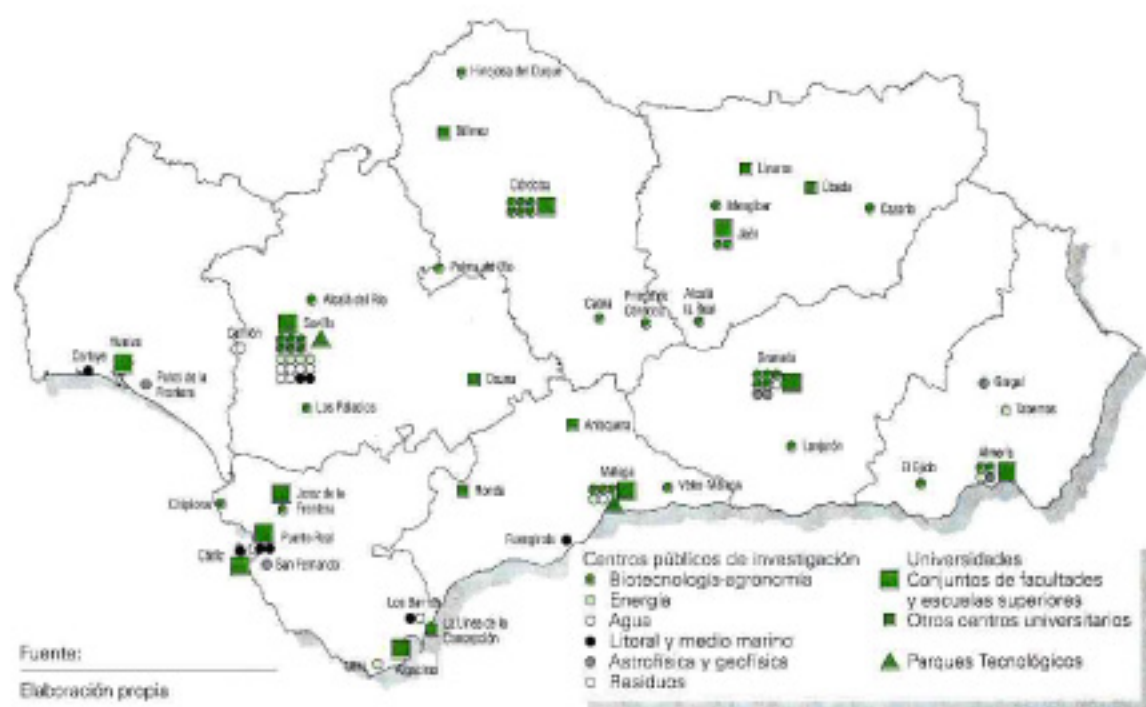 Hinojosa del Duque
Bélmez
Córdoba
Linares
Úbeda
Mengíbar
Cazorla
Jaén
Palma del Río
Alcalá del Río
Sevilla
Cabra
Alcalá
la Real
Huelva
Cartaya
Palos de la
Frontera
Los Palacios
Osuna
Granada
Gérgal
Tabernas
Antequera
Lanjarón
Almería
El Ejido
Málaga
Vélez-Málaga
Chipiona
Jerez de la
Frontera
Ronda
Puerto Real
Cádiz
San Fernando
Fuengirola
Los Barrios
La Línea de la
Concepción
Algeciras
Centros públicos de investigación
Biotecnología-agronomía
Energía
Agua
Litoral y medio marino
Astrofísica y geofísica
Residuos
Universidades
Conjuntos de facultades
y escuelas superiores
Otros centros universitarios
Parques Tecnológicos
Fuente:
Elaboración propia